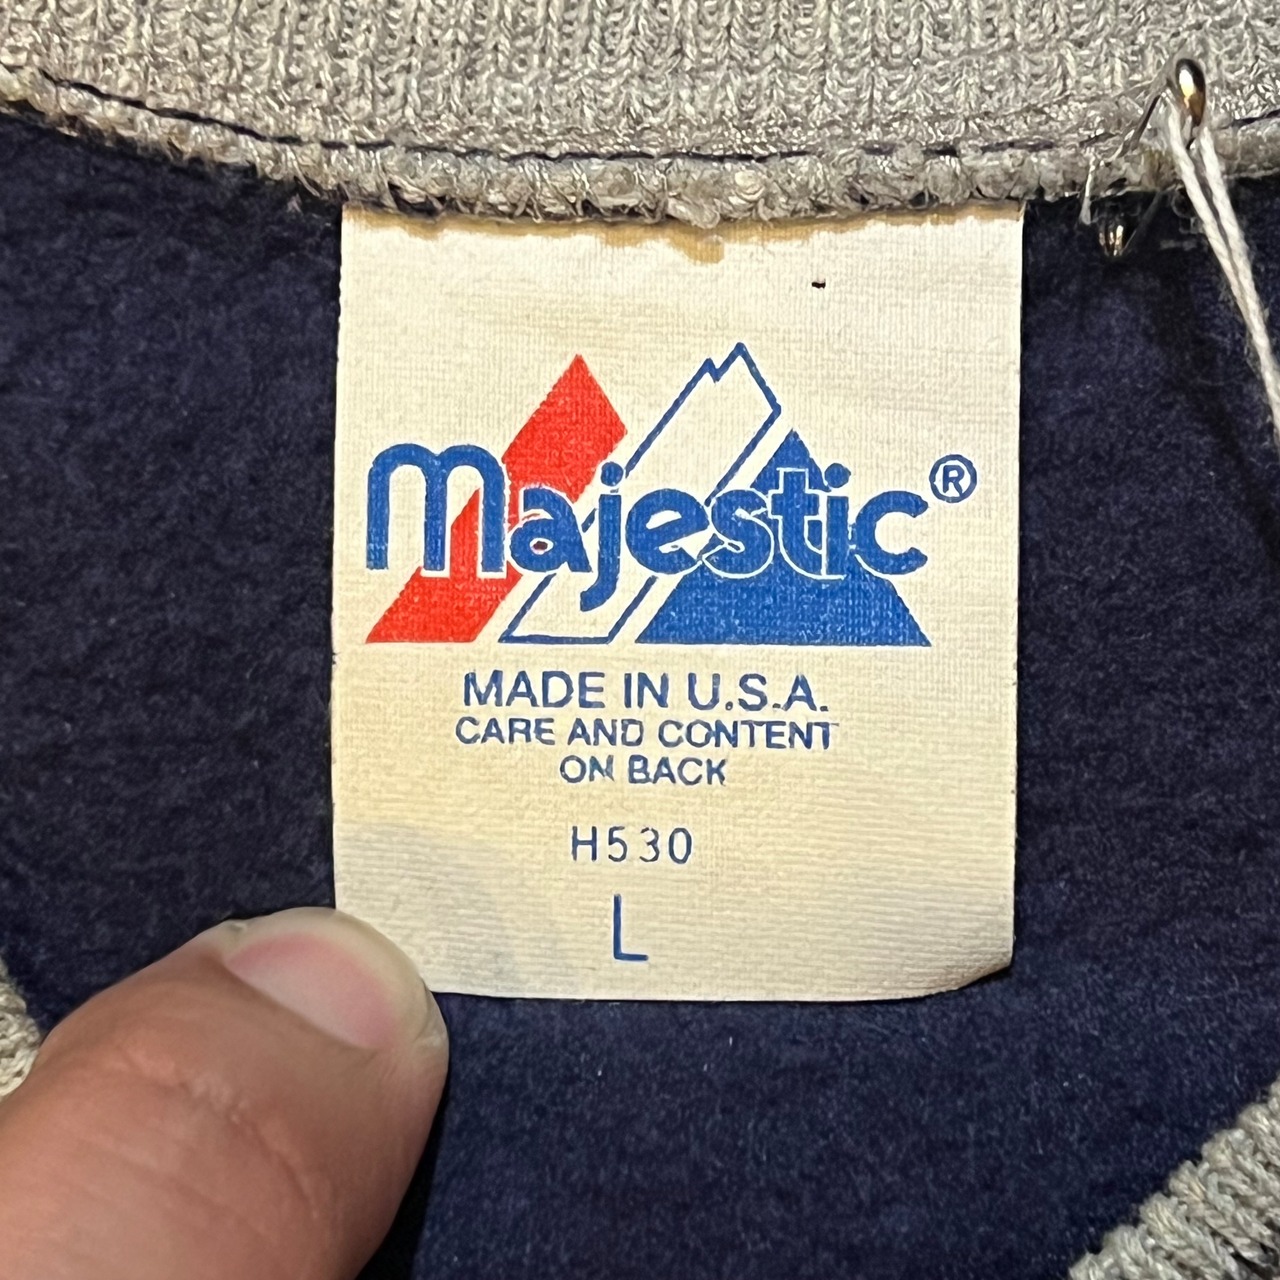 majestic®
MADE IN U.S.A.
CARE AND CONTENT
ON BACK
H530
L